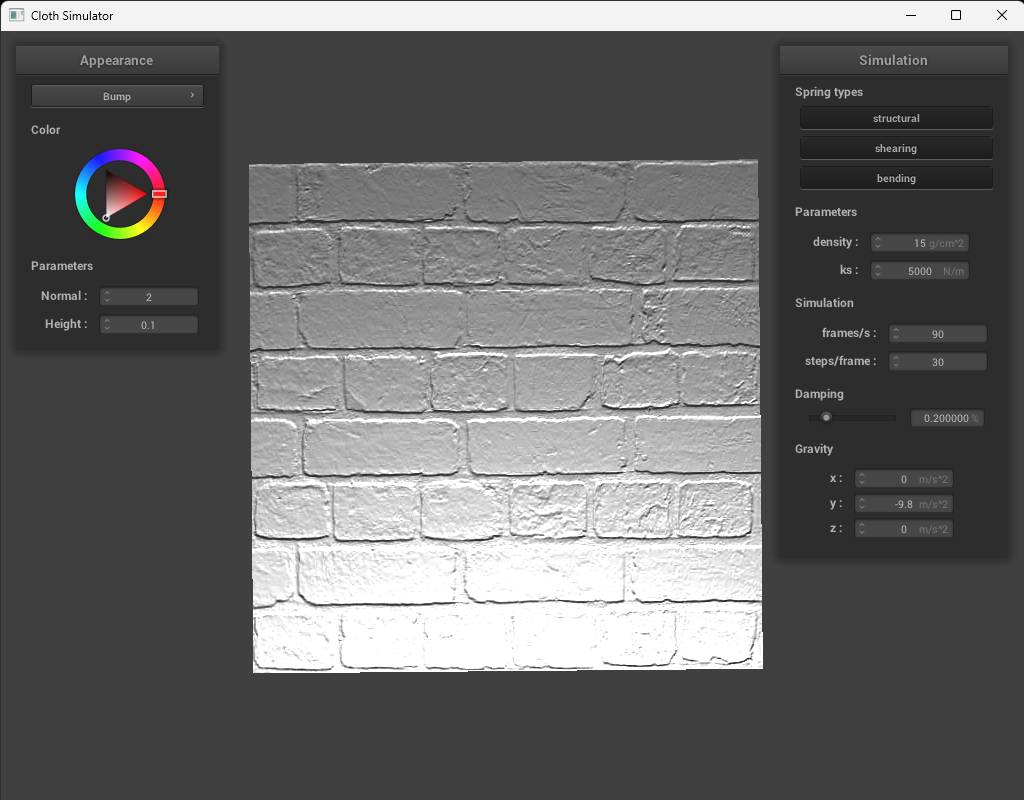 Cloth Simulator
Appearance
Bump
Color
Parameters
Normal : 2
Height : 0.1
Simulation
Spring types
structural
shearing
bending
Parameters
density : 15 g/cm^2
ks : 5000 N/m
Simulation
frames/s : 90
steps/frame : 30
Damping
0.200000 %
Gravity
x : 0 m/s^2
y : -9.8 m/s^2
z : 0 m/s^2